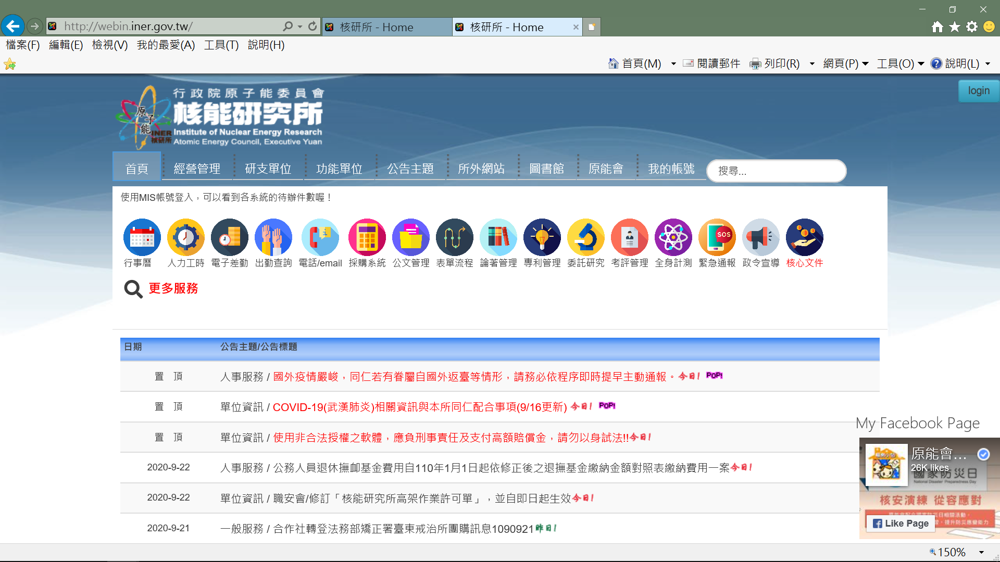 http://webin.iner.gov.tw/
核研所 - Home
核研所 - Home
檔案(F) 編輯(E) 檢視(V) 我的最愛(A) 工具(T) 說明(H)
首頁(M) 閱讀郵件 列印(R) 網頁(P) 工具(O) 說明(L)
login
行政院原子能委員會
核能研究所
Institute of Nuclear Energy Research
Atomic Energy Council, Executive Yuan
原子能
INER
核研所
首頁 經營管理 研支單位 功能單位 公告主題 所外網站 圖書館 原能會 我的帳號 搜尋...
使用MIS帳號登入，可以看到各系統的待辦件數喔！
SOS
行事曆 人力工時 電子差勤 出勤查詢 電話/email 採購系統 公文管理 表單流程 論著管理 專利管理 委託研究 考評管理 全身計測 緊急通報 政令宣導 核心文件
更多服務
日期 公告主題/公告標題
置 頂 人事服務 / 國外疫情嚴峻，同仁若有眷屬自國外返臺等情形，請務必依程序即時提早主動通報。今日! POP!
置 頂 單位資訊 / COVID-19(武漢肺炎)相關資訊與本所同仁配合事項(9/16更新) 今日! POP!
置 頂 單位資訊 / 使用非合法授權之軟體，應負刑事責任及支付高額賠償金，請勿以身試法!!今日!
2020-9-22 人事服務 / 公務人員退休撫卹基金費用自110年1月1日起依修正後之退撫基金繳納金額對照表繳納費用一案今日!
2020-9-22 單位資訊 / 職安會/修訂「核能研究所高架作業許可單」，並自即日起生效今日!
2020-9-21 一般服務 / 合作社轉登法務部矯正署臺東戒治所團購訊息1090921昨日!
My Facebook Page
原能會...
26K likes
國家防災日
National Disaster Preparedness Day
核安演練 從容應對
Like Page
150%